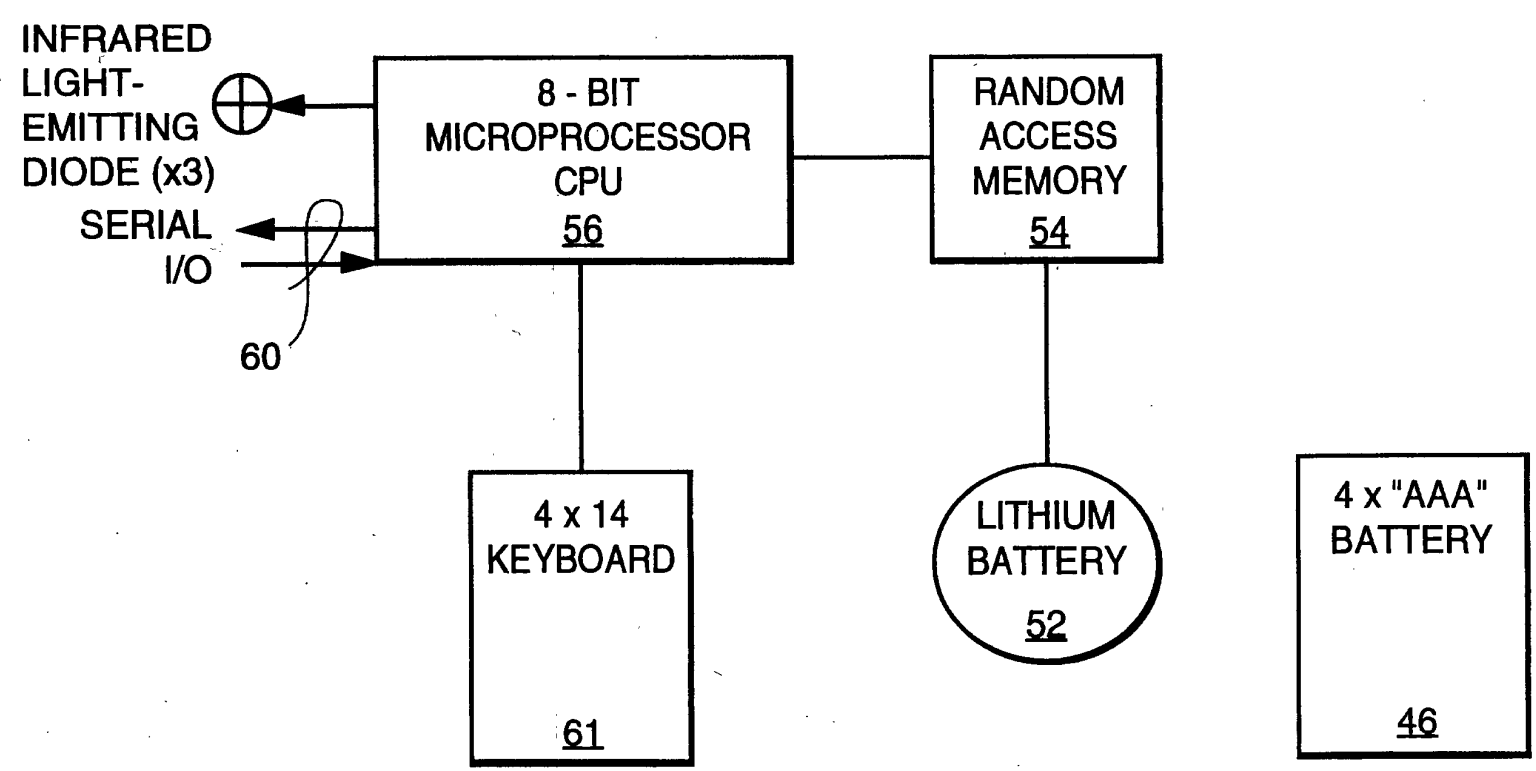 INFRARED
LIGHT-
EMITTING
DIODE (x3)
SERIAL
I/O
60
8 - BIT
MICROPROCESSOR
CPU
56
RANDOM
ACCESS
MEMORY
54
4 x 14
KEYBOARD
61
LITHIUM
BATTERY
52
4 x "AAA"
BATTERY
46